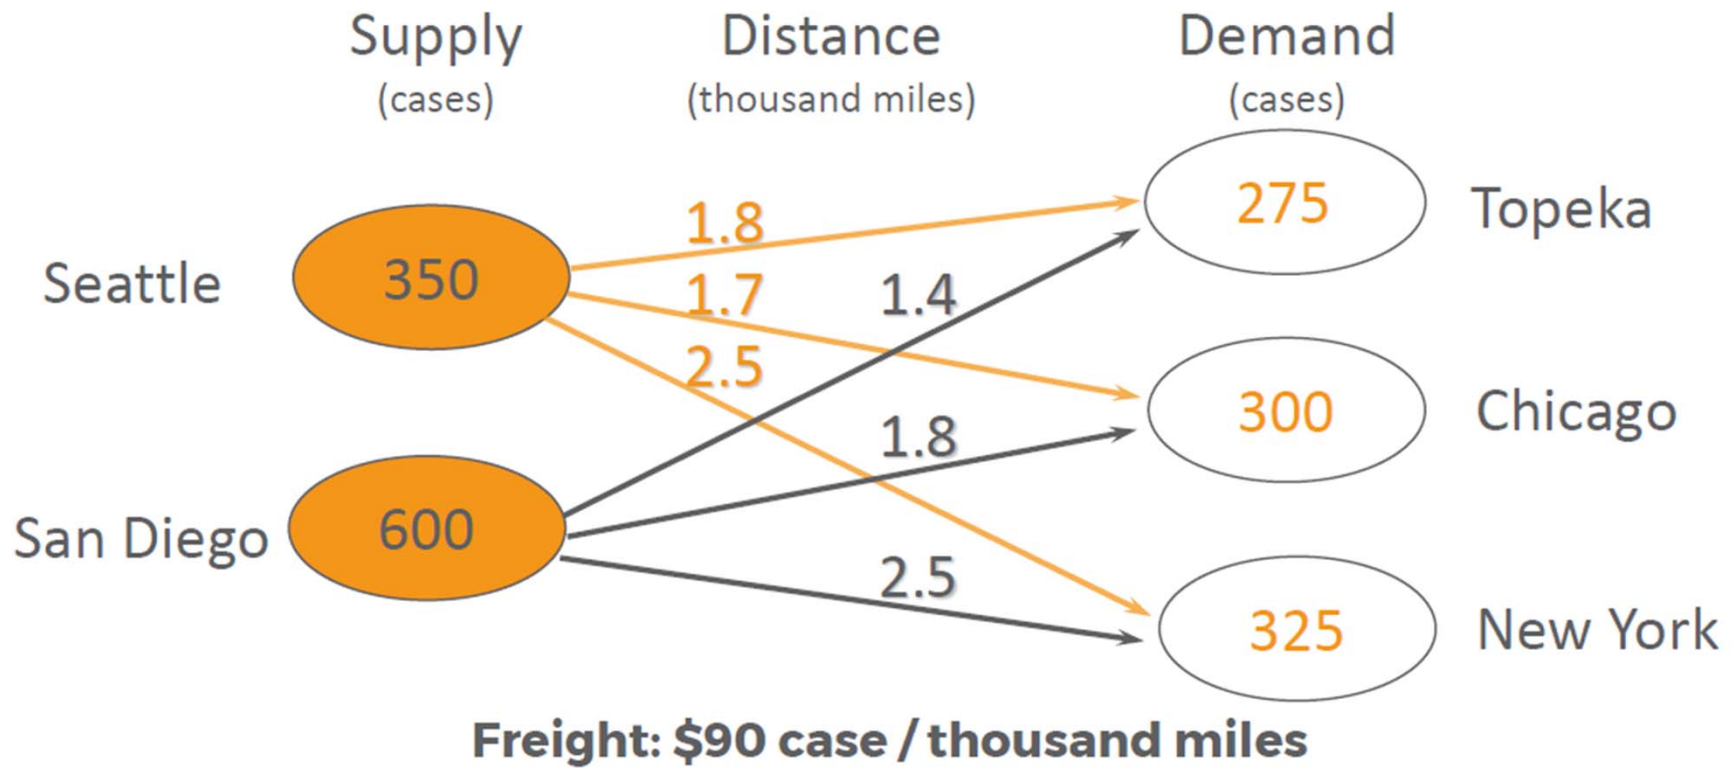 Supply Distance Demand
(cases) (thousand miles) (cases)
275 Topeka
1.8
Seattle 350
1.7 1.4
2.5
300 Chicago
1.8
San Diego 600
2.5
325 New York
Freight: $90 case / thousand miles